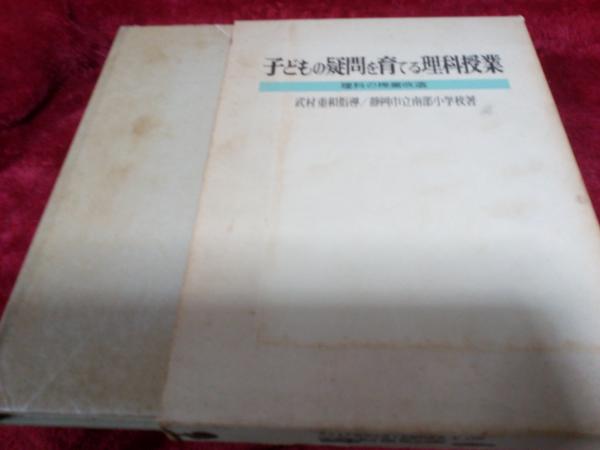 子どもの疑問を育てる理科授業
理科の授業改造
武村重和指導／静岡市立南部小学校著